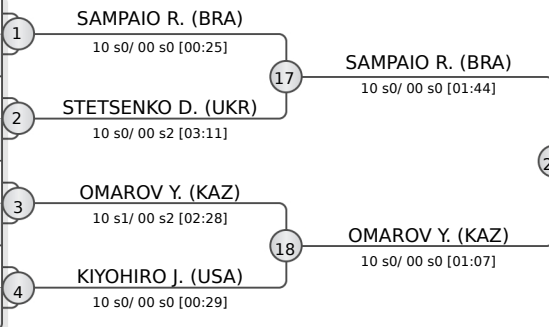 SAMPAIO R. (BRA)
1
10 s0/ 00 s0 [00:25]
SAMPAIO R. (BRA)
17
10 s0/ 00 s0 [01:44]
STETSENKO D. (UKR)
2
10 s0/ 00 s2 [03:11]
OMAROV Y. (KAZ)
3
10 s1/ 00 s2 [02:28]
OMAROV Y. (KAZ)
18
10 s0/ 00 s0 [01:07]
KIYOHIRO J. (USA)
4
10 s0/ 00 s0 [00:29]